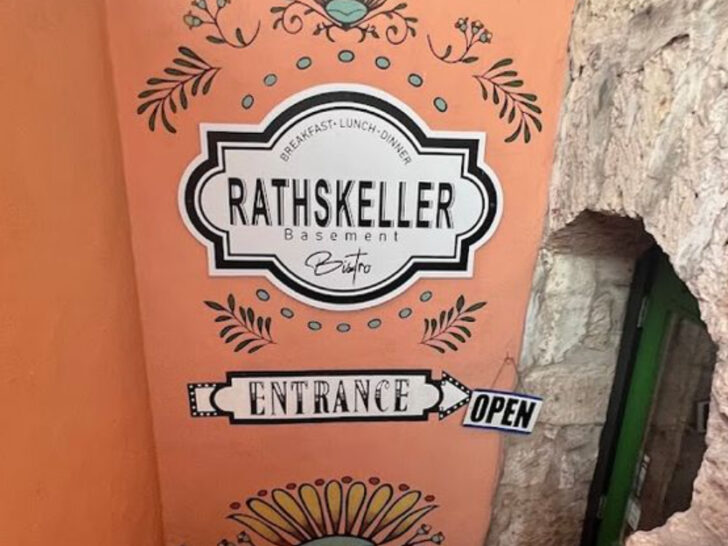 BREAKFAST · LUNCH · DINNER
RATHSKELLER
Basement
Bistro
ENTRANCE
OPEN